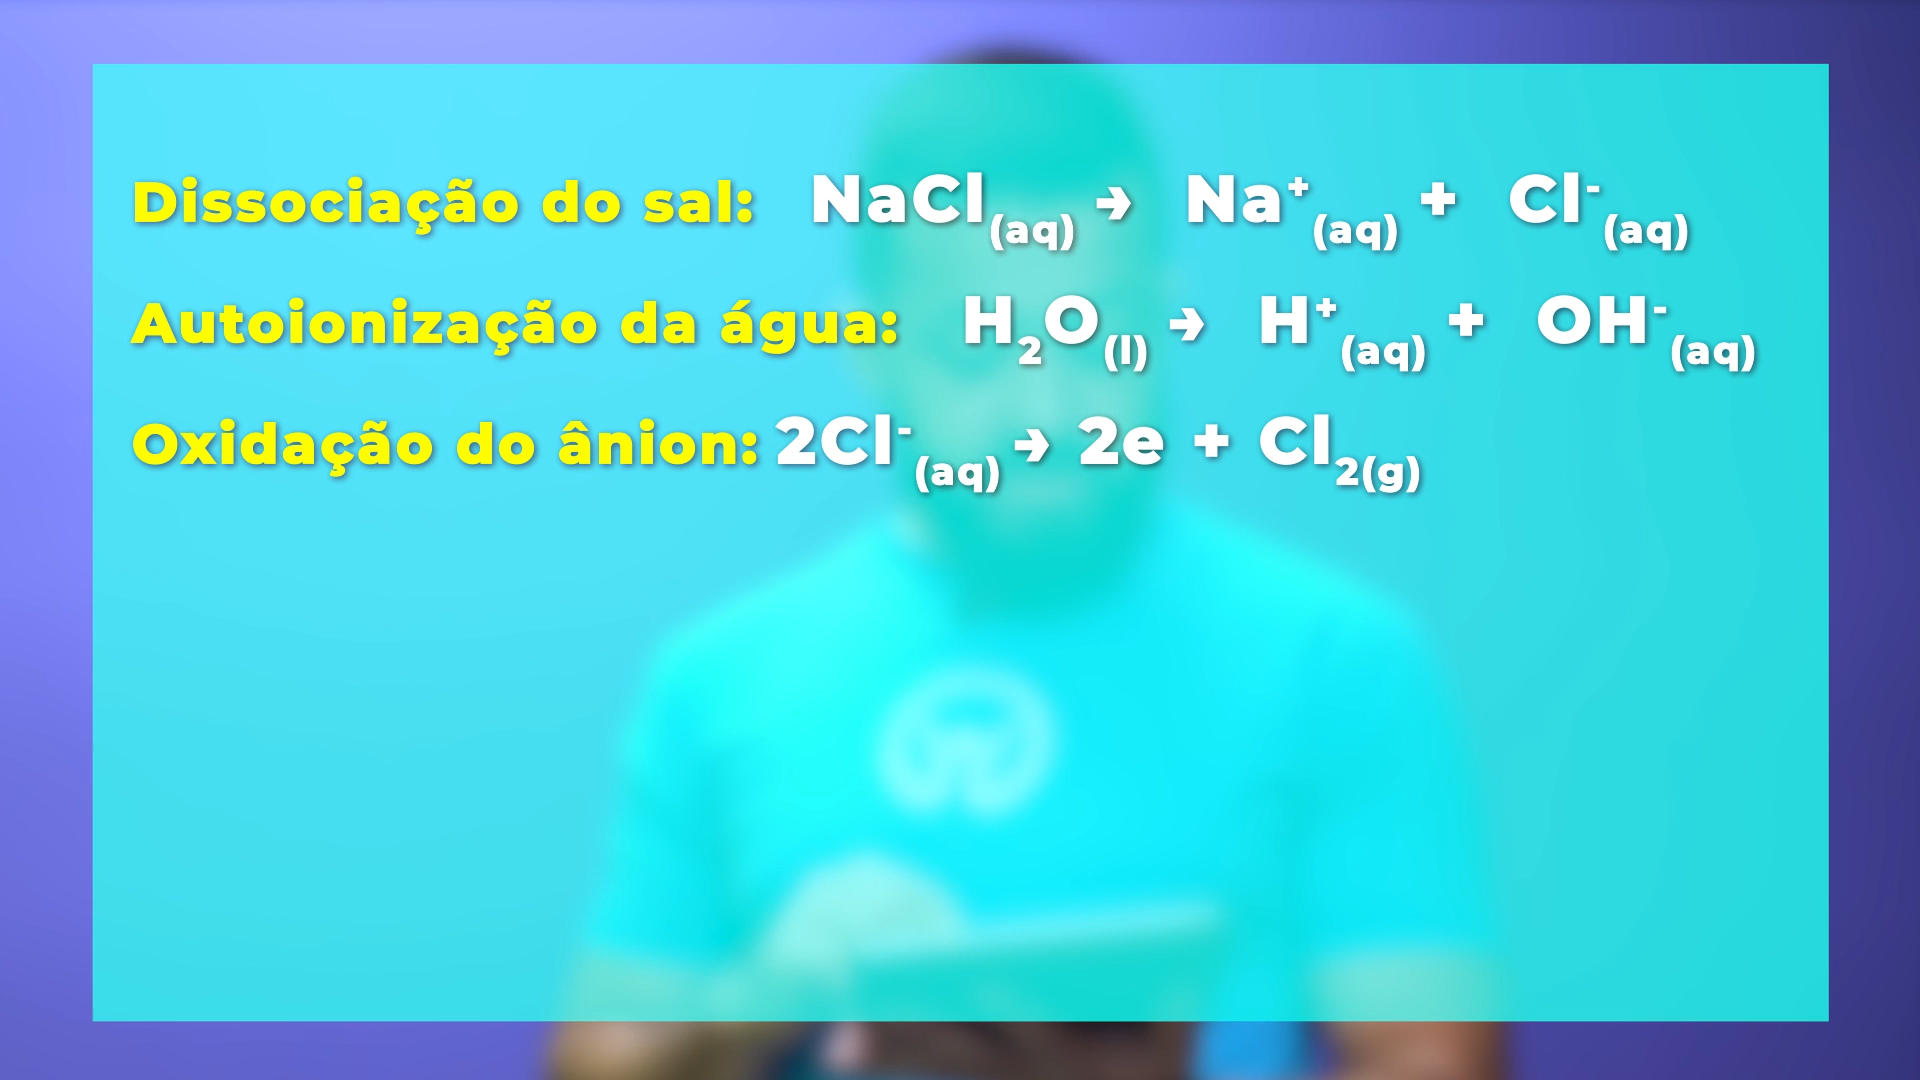 Dissociação do sal: NaCl(aq) → Na⁺(aq) + Cl⁻(aq)
Autoionização da água: H₂O(l) → H⁺(aq) + OH⁻(aq)
Oxidação do ânion: 2Cl⁻(aq) → 2e + Cl₂(g)